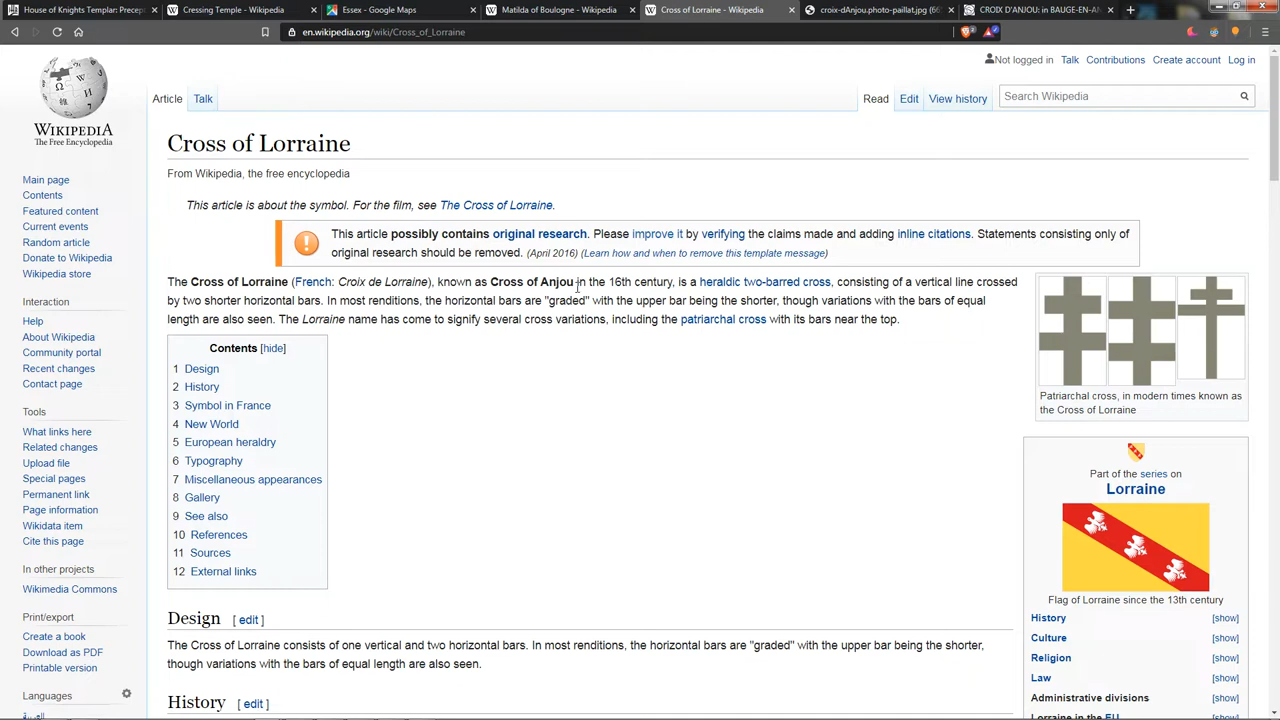 House of Knights Templar: Precept
Cressing Temple - Wikipedia
Essex - Google Maps
Matilda of Boulogne - Wikipedia
Cross of Lorraine - Wikipedia
croix-dAnjou.photo-paillat.jpg (66
CROIX D'ANJOU: in BAUGE-EN-AN
en.wikipedia.org/wiki/Cross_of_Lorraine
Not logged in Talk Contributions Create account Log in
Article Talk Read Edit View history Search Wikipedia
WIKIPEDIA
The Free Encyclopedia
Main page
Contents
Featured content
Current events
Random article
Donate to Wikipedia
Wikipedia store
Interaction
Help
About Wikipedia
Community portal
Recent changes
Contact page
Tools
What links here
Related changes
Upload file
Special pages
Permanent link
Page information
Wikidata item
Cite this page
In other projects
Wikimedia Commons
Print/export
Create a book
Download as PDF
Printable version
Languages
العربية
Cross of Lorraine
From Wikipedia, the free encyclopedia
This article is about the symbol. For the film, see The Cross of Lorraine.
This article possibly contains original research. Please improve it by verifying the claims made and adding inline citations. Statements consisting only of
original research should be removed. (April 2016) (Learn how and when to remove this template message)
The Cross of Lorraine (French: Croix de Lorraine), known as Cross of Anjou in the 16th century, is a heraldic two-barred cross, consisting of a vertical line crossed
by two shorter horizontal bars. In most renditions, the horizontal bars are "graded" with the upper bar being the shorter, though variations with the bars of equal
length are also seen. The Lorraine name has come to signify several cross variations, including the patriarchal cross with its bars near the top.
Contents [hide]
1 Design
2 History
3 Symbol in France
4 New World
5 European heraldry
6 Typography
7 Miscellaneous appearances
8 Gallery
9 See also
10 References
11 Sources
12 External links
Design [ edit ]
The Cross of Lorraine consists of one vertical and two horizontal bars. In most renditions, the horizontal bars are "graded" with the upper bar being the shorter,
though variations with the bars of equal length are also seen.
History [ edit ]
Patriarchal cross, in modern times known as
the Cross of Lorraine
Part of the series on
Lorraine
Flag of Lorraine since the 13th century
History [show]
Culture [show]
Religion [show]
Law [show]
Administrative divisions
Lorraine in the EU [show]